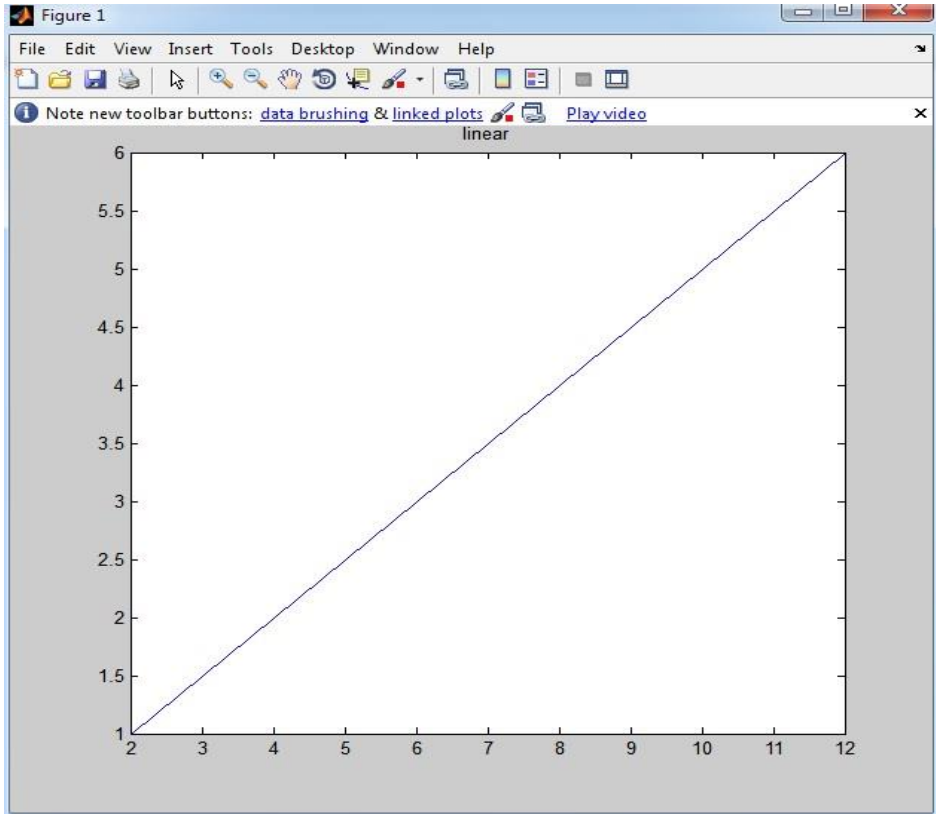 Figure 1
File Edit View Insert Tools Desktop Window Help
Note new toolbar buttons: data brushing & linked plots Play video
linear
6
5.5
5
4.5
4
3.5
3
2.5
2
1.5
1
2 3 4 5 6 7 8 9 10 11 12